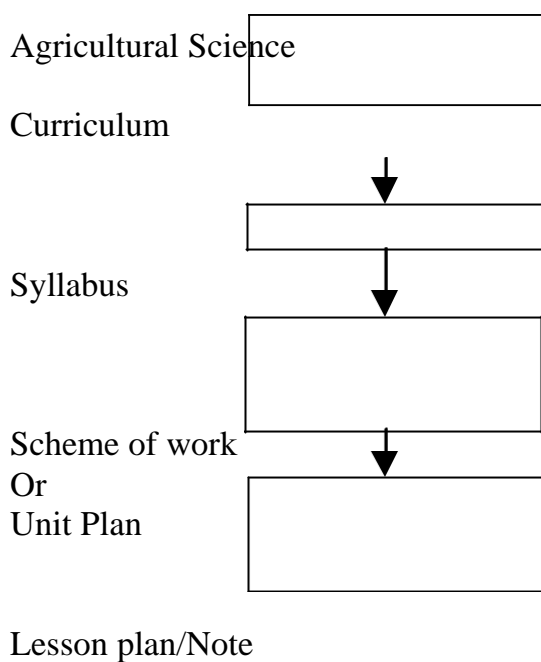 Agricultural Science
Curriculum
Syllabus
Scheme of work
Or
Unit Plan
Lesson plan/Note